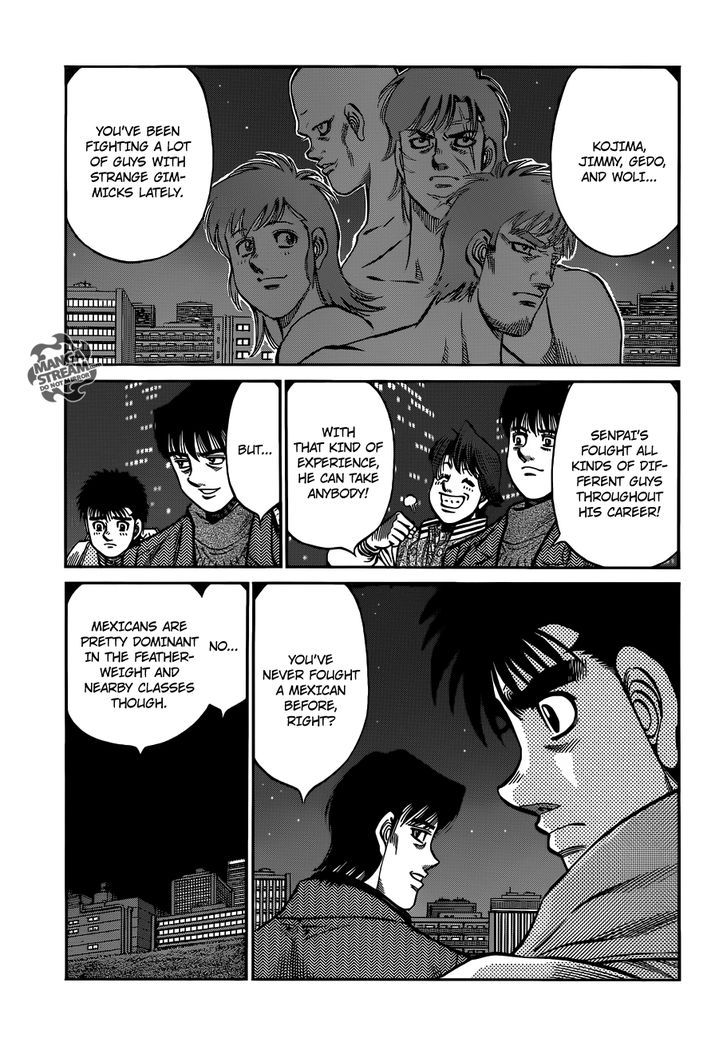 KOJIMA,
JIMMY, GEDO,
AND WOLI...
YOU'VE BEEN
FIGHTING A LOT
OF GUYS WITH
STRANGE GIM-
MICKS LATELY.
MANGA
STREAM
DO NOT MIRROR
SENPAI'S
FOUGHT ALL
KINDS OF DIF-
FERENT GUYS
THROUGHOUT
HIS CAREER!
WITH
THAT KIND OF
EXPERIENCE,
HE CAN TAKE
ANYBODY!
BUT...
YOU'VE
NEVER FOUGHT
A MEXICAN
BEFORE,
RIGHT?
NO...
MEXICANS ARE
PRETTY DOMINANT
IN THE FEATHER-
WEIGHT AND
NEARBY CLASSES
THOUGH.